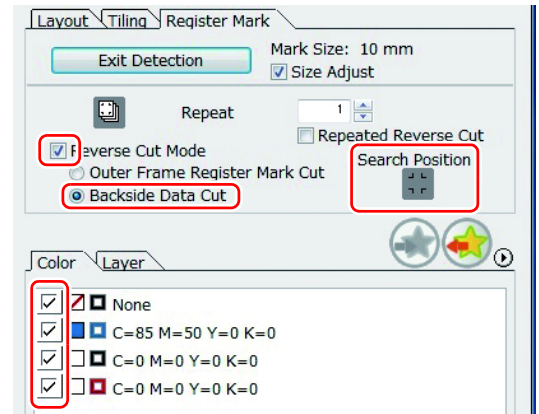 Layout Tiling Register Mark
Exit Detection
Mark Size: 10 mm
Size Adjust
Repeat 1
Repeated Reverse Cut
Reverse Cut Mode
Search Position
Outer Frame Register Mark Cut
Backside Data Cut
Color Layer
None
C=85 M=50 Y=0 K=0
C=0 M=0 Y=0 K=0
C=0 M=0 Y=0 K=0